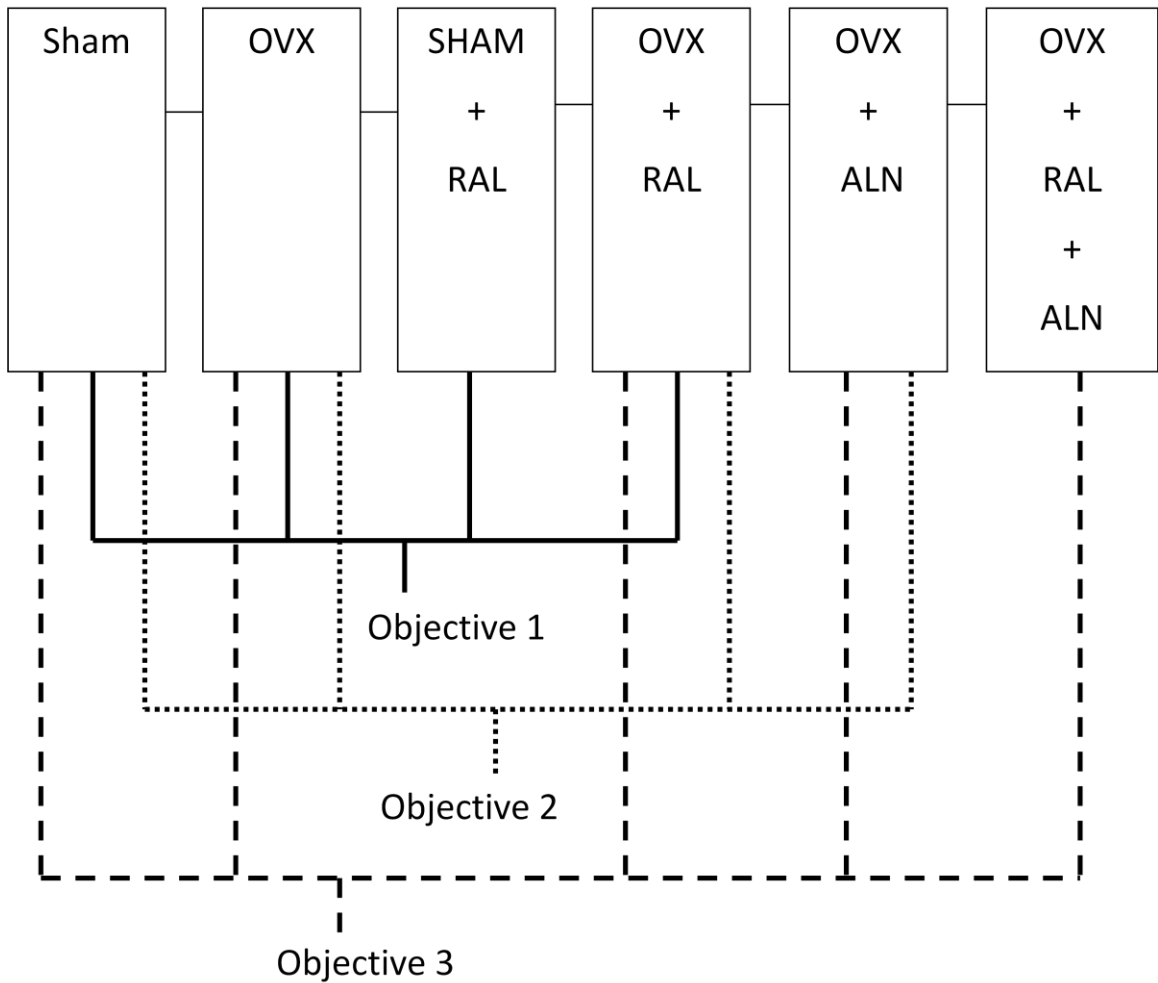 Sham
OVX
SHAM
+
RAL
OVX
+
RAL
OVX
+
ALN
OVX
+
RAL
+
ALN
Objective 1
Objective 2
Objective 3